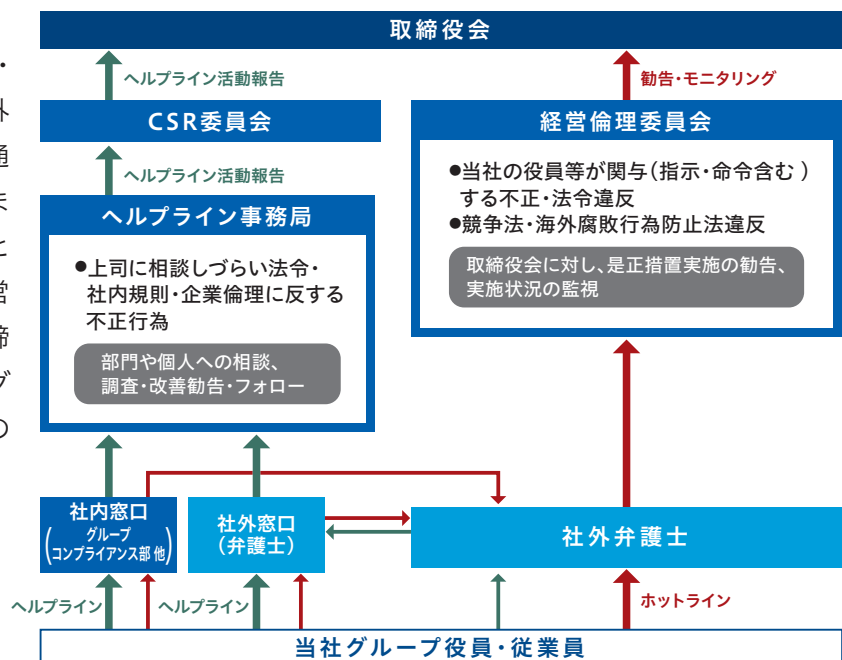 取締役会
・
外
通
ま
と
営
締
グ
の
ヘルプライン活動報告
勧告・モニタリング
CSR委員会
経営倫理委員会
ヘルプライン活動報告
●当社の役員等が関与(指示・命令含む)
する不正・法令違反
●競争法・海外腐敗行為防止法違反
取締役会に対し、是正措置実施の勧告、
実施状況の監視
ヘルプライン事務局
●上司に相談しづらい法令・
社内規則・企業倫理に反する
不正行為
部門や個人への相談、
調査・改善勧告・フォロー
社内窓口
(グループ
コンプライアンス部 他)
社外窓口
(弁護士)
社外弁護士
ヘルプライン
ヘルプライン
ホットライン
当社グループ役員・従業員